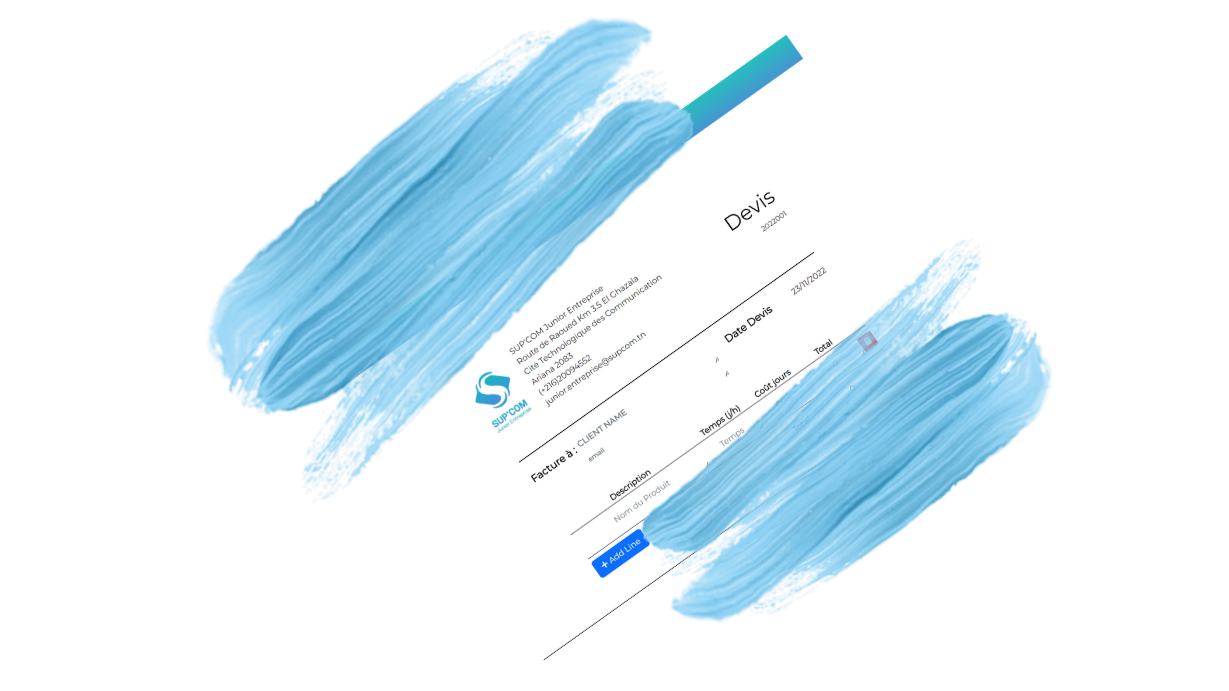 Devis
2022001
SUP'COM Junior Entreprise
Route de Raoued Km 3.5 El Ghazala
Cité Technologique des Communication
Ariana 2083
(+216)20094552
junior.entreprise@supcom.tn
SUP'COM
Junior Entreprise
Facture à : CLIENT NAME
email
Date Devis 23/11/2022
Description Temps (j/h) Coût jours Total
Nom du Produit Temps
+ Add Line